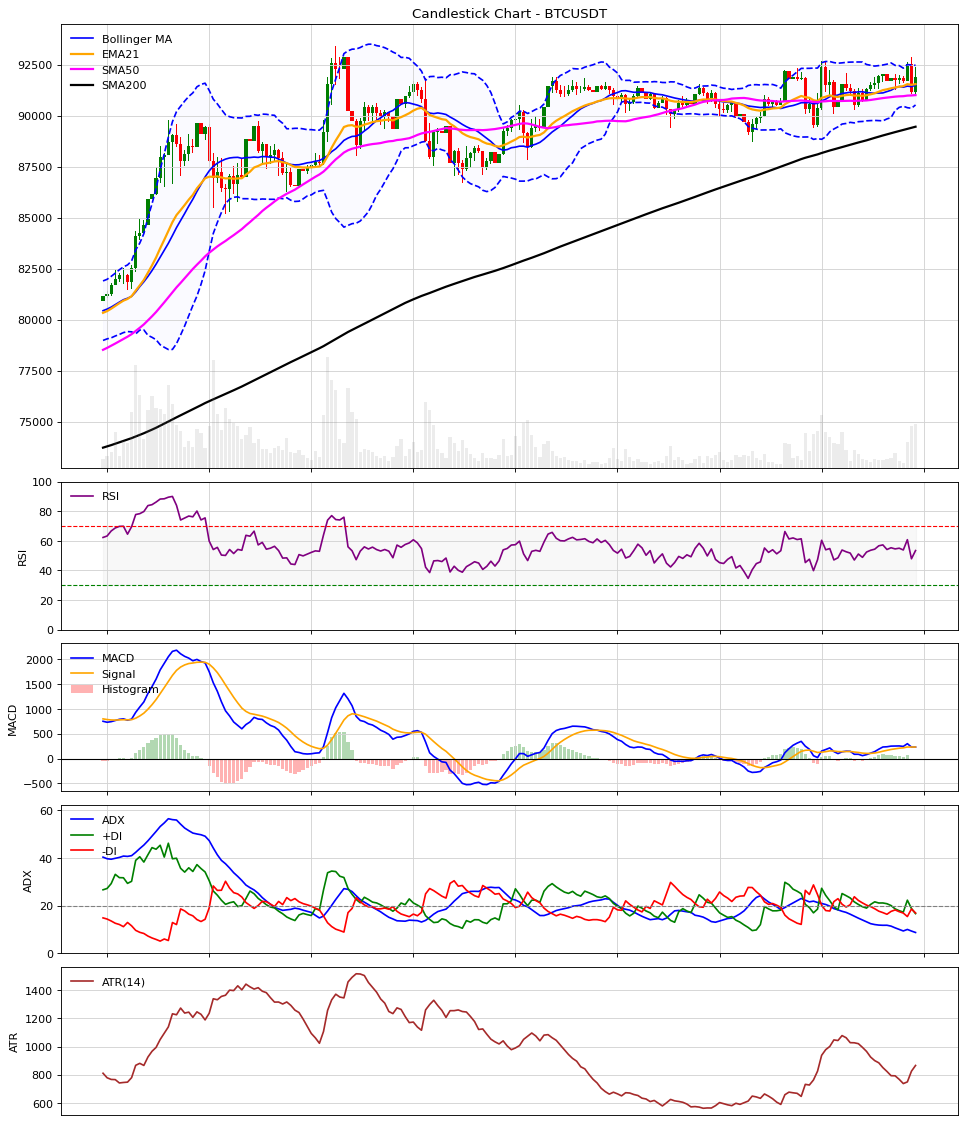 Candlestick Chart - BTCUSDT
Bollinger MA
EMA21
SMA50
SMA200
92500
90000
87500
85000
82500
80000
77500
75000
RSI
100
80
60
40
20
0
RSI
MACD
Signal
Histogram
2000
1500
1000
500
0
−500
MACD
ADX
+DI
-DI
60
40
20
0
ADX
ATR(14)
1400
1200
1000
800
600
ATR